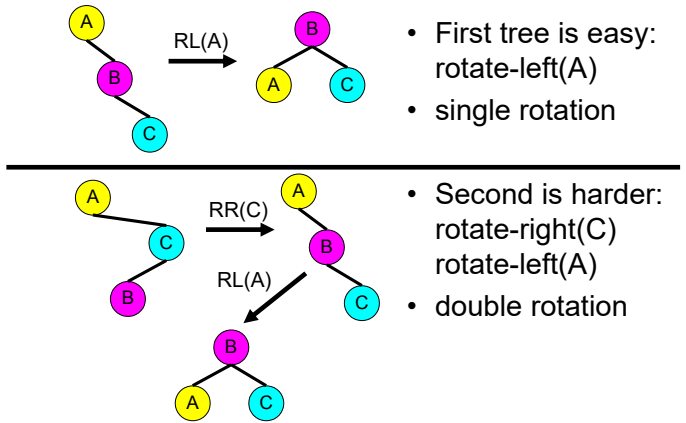 A
B
C
RL(A)
B
A
C
• First tree is easy:
rotate-left(A)
• single rotation
A
C
B
RR(C)
A
B
C
RL(A)
B
A
C
• Second is harder:
rotate-right(C)
rotate-left(A)
• double rotation